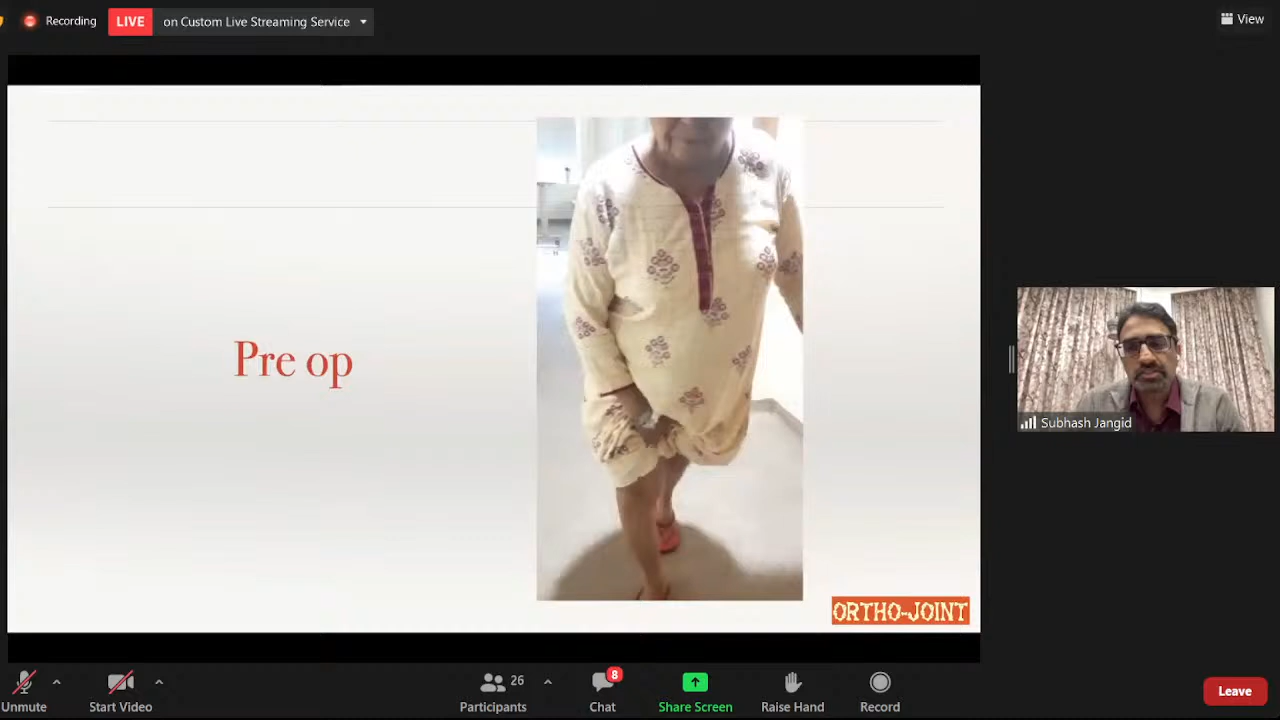 Recording
LIVE
on Custom Live Streaming Service
View
Pre op
ORTHO-JOINT
Subhash Jangid
26
8
Unmute
Start Video
Participants
Chat
Share Screen
Raise Hand
Record
Leave